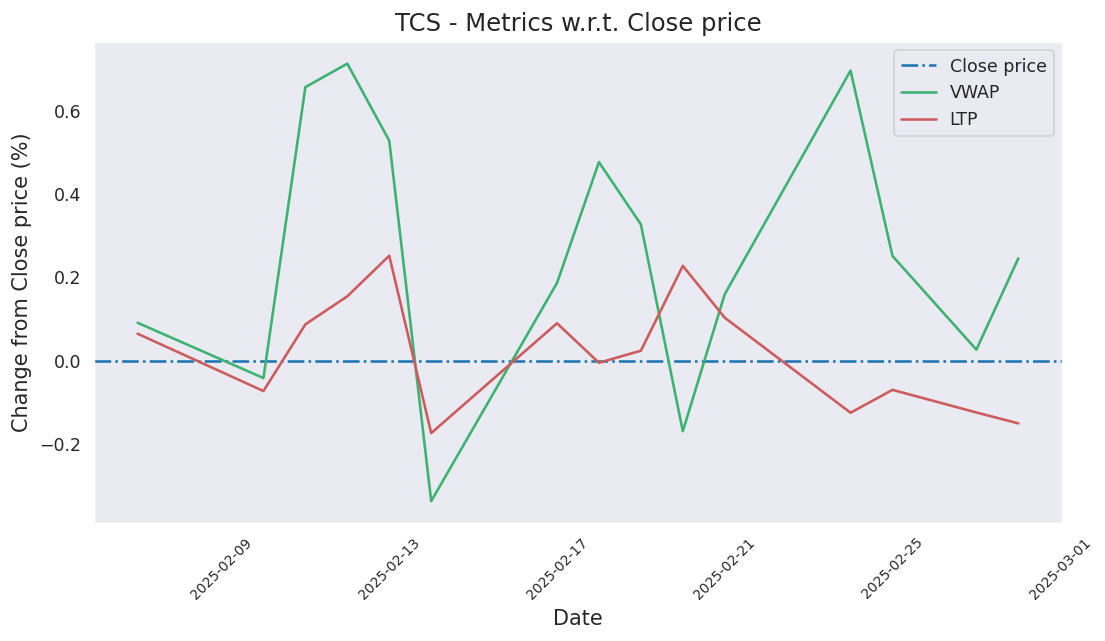 TCS - Metrics w.r.t. Close price
Close price
VWAP
LTP
Change from Close price (%)
0.6
0.4
0.2
0.0
−0.2
2025-02-09
2025-02-13
2025-02-17
2025-02-21
2025-02-25
2025-03-01
Date